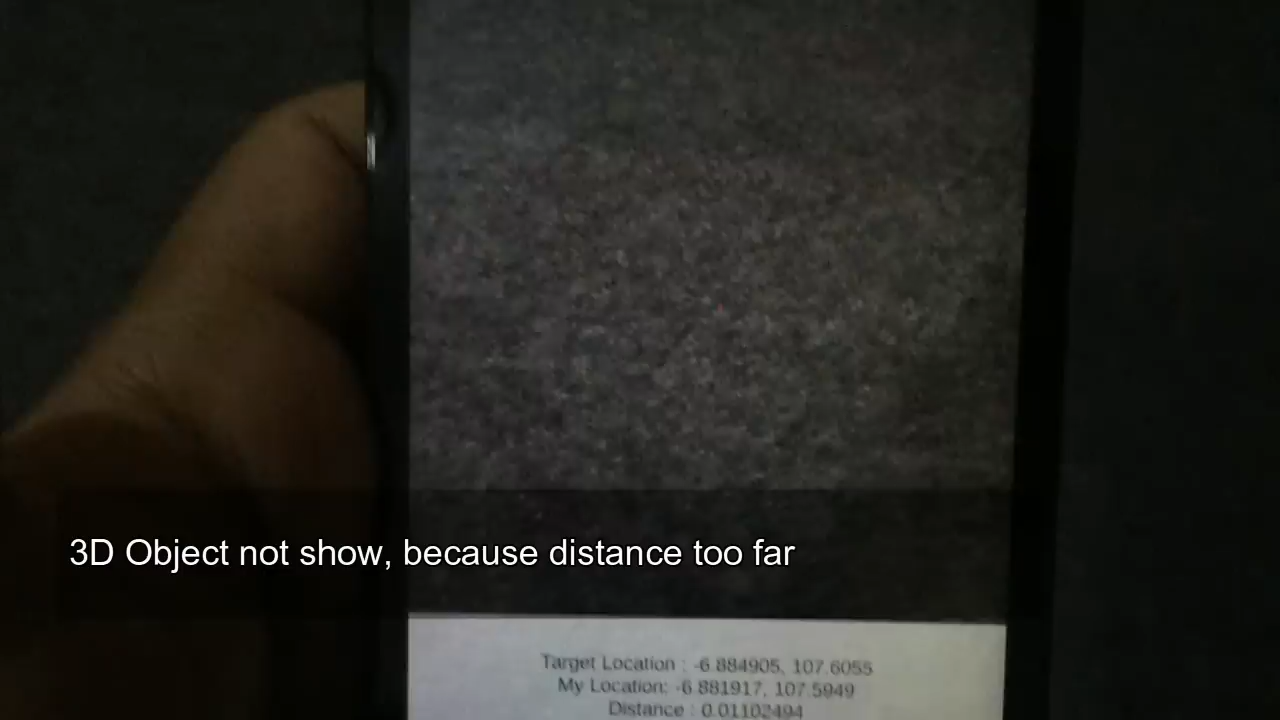 3D Object not show, because distance too far
Target Location : -6.884905, 107.6055
My Location: -6.881917, 107.5949
Distance : 0.01102494